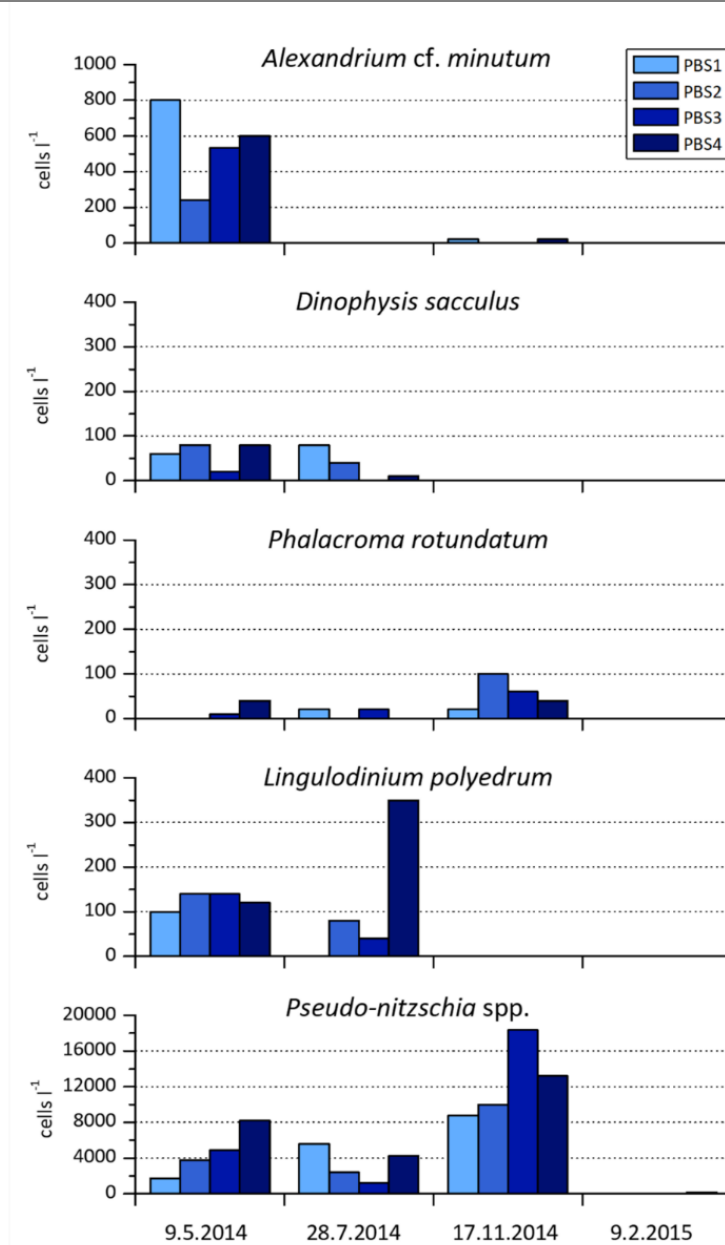 Alexandrium cf. minutum
PBS1
PBS2
PBS3
PBS4
1000
800
600
400
200
0
cells l⁻¹
Dinophysis sacculus
400
300
200
100
0
cells l⁻¹
Phalacroma rotundatum
400
300
200
100
0
cells l⁻¹
Lingulodinium polyedrum
400
300
200
100
0
cells l⁻¹
Pseudo-nitzschia spp.
20000
16000
12000
8000
4000
0
cells l⁻¹
9.5.2014 28.7.2014 17.11.2014 9.2.2015